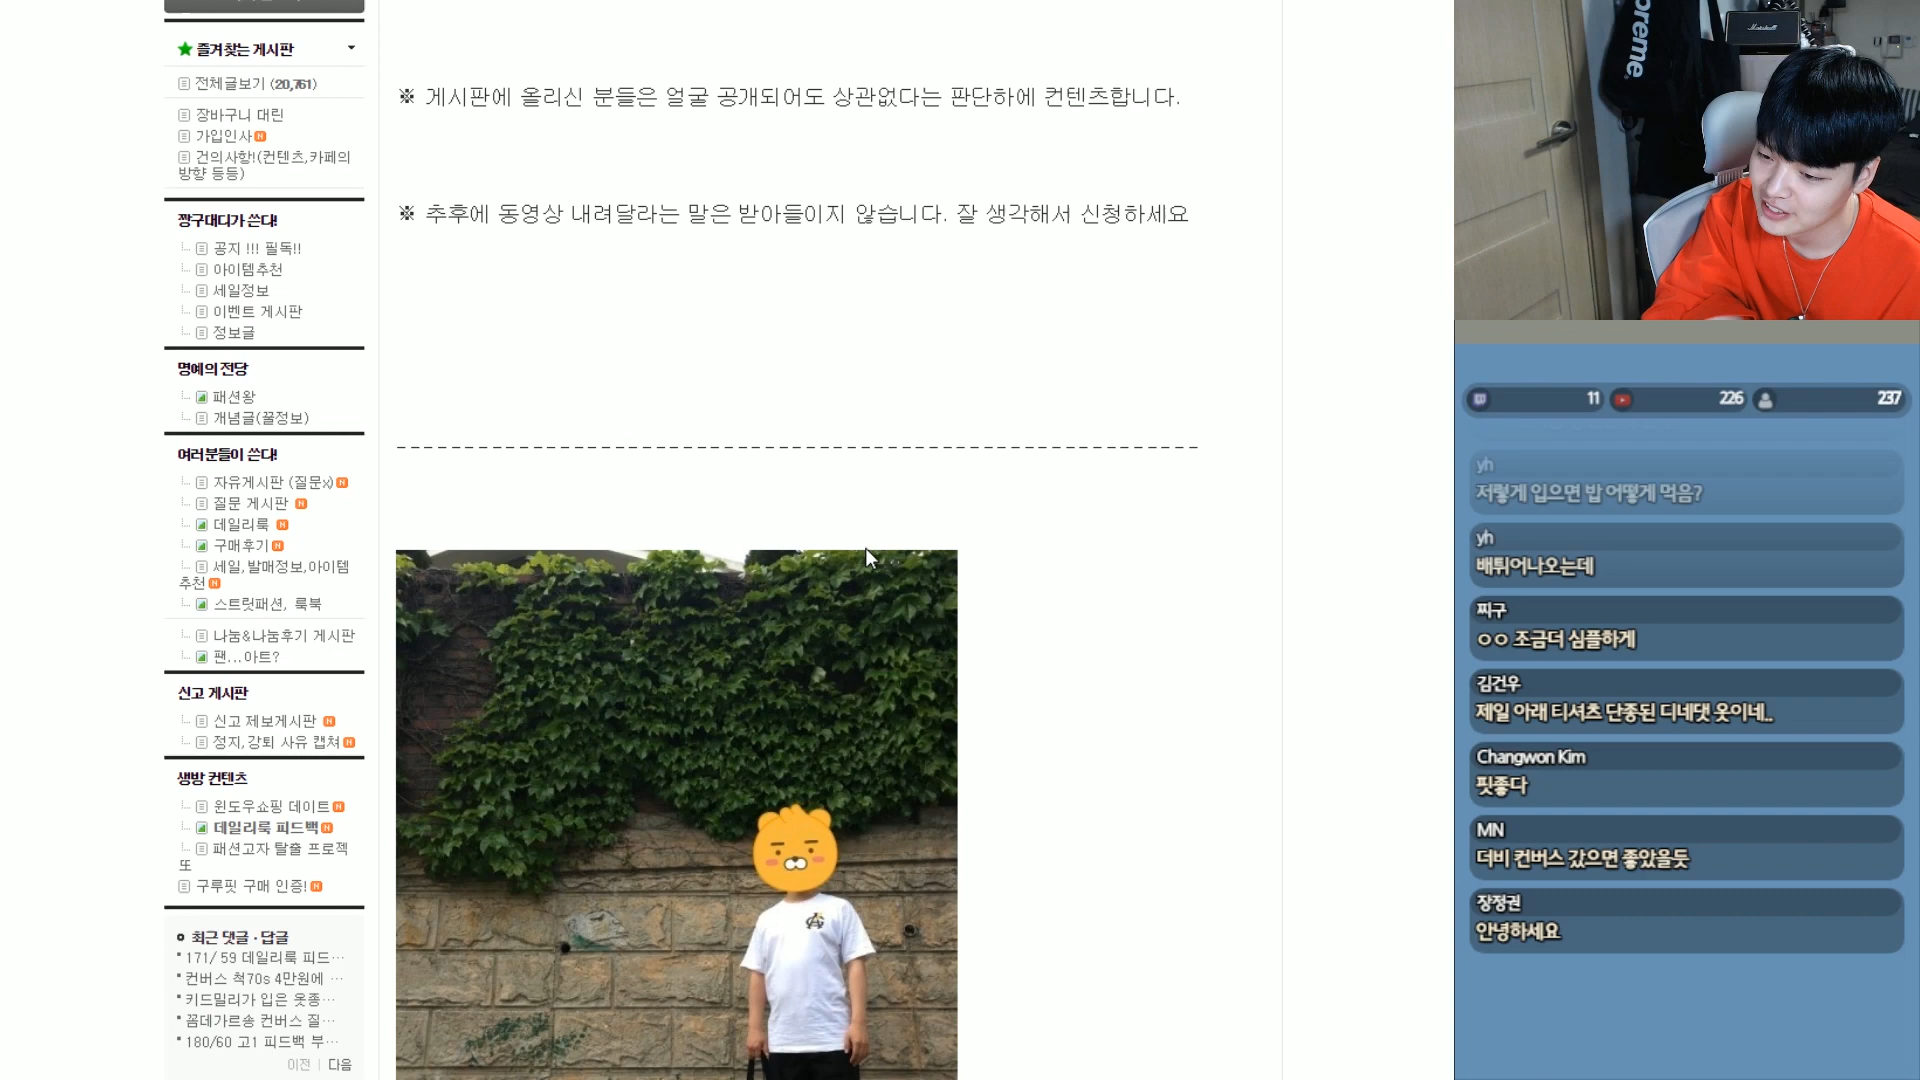 즐겨찾는 게시판
전체글보기 (20,761)
장바구니 대린
가입인사 N
건의사항!(컨텐츠,카페의
방향 등등)
짱구대디가 쓴다!
공지 !!! 필독!!
아이템추천
세일정보
이벤트 게시판
정보글
명예의 전당
패션왕
개념글(꿀정보)
여러분들이 쓴다!
자유게시판 (질문x) N
질문 게시판 N
데일리룩 N
구매후기 N
세일,발매정보,아이템
추천 N
스트릿패션, 룩북
나눔&나눔후기 게시판
팬...아트?
신고 게시판
신고 제보게시판 N
정지,강퇴 사유 캡쳐 N
생방 컨텐츠
윈도우쇼핑 데이트 N
데일리룩 피드백 N
패션고자 탈출 프로젝
또
구루핏 구매 인증! N
최근 댓글 · 답글
171/ 59 데일리룩 피드…
컨버스 척70s 4만원에 …
키드밀리가 입은 옷종…
꼼데가르송 컨버스 질…
180/60 고1 피드백 부…
이전 | 다음
※ 게시판에 올리신 분들은 얼굴 공개되어도 상관없다는 판단하에 컨텐츠합니다.
※ 추후에 동영상 내려달라는 말은 받아들이지 않습니다. 잘 생각해서 신청하세요
preme
Marshall
11 226 237
yh
저렇게 입으면 밥 어떻게 먹음?
yh
배튀어나오는데
찌구
ㅇㅇ 조금더 심플하게
김건우
제일 아래 티셔츠 단종된 디네댓 옷이네..
Changwon Kim
핏좋다
MN
더비 컨버스 갔으면 좋았을듯
장정권
안녕하세요